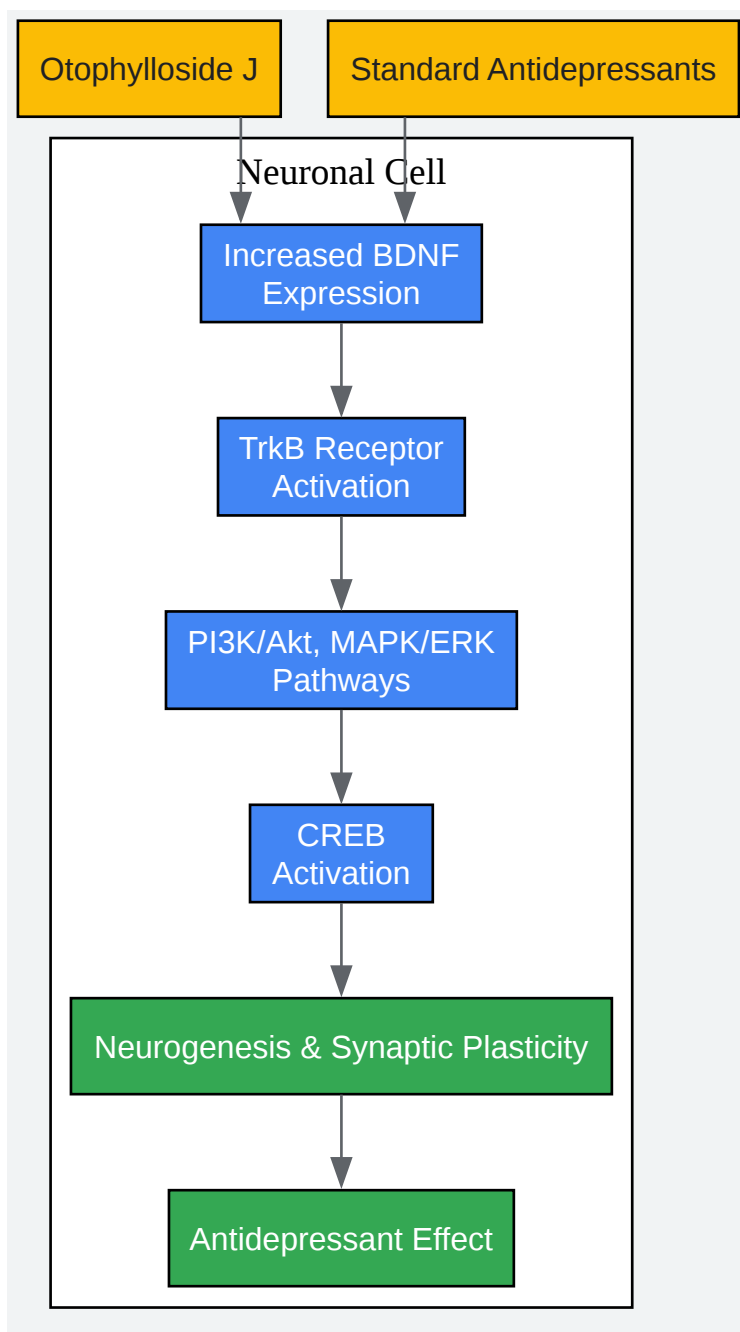 Otophylloside J
Standard Antidepressants
Neuronal Cell
Increased BDNF
Expression
TrkB Receptor
Activation
PI3K/Akt, MAPK/ERK
Pathways
CREB
Activation
Neurogenesis & Synaptic Plasticity
Antidepressant Effect